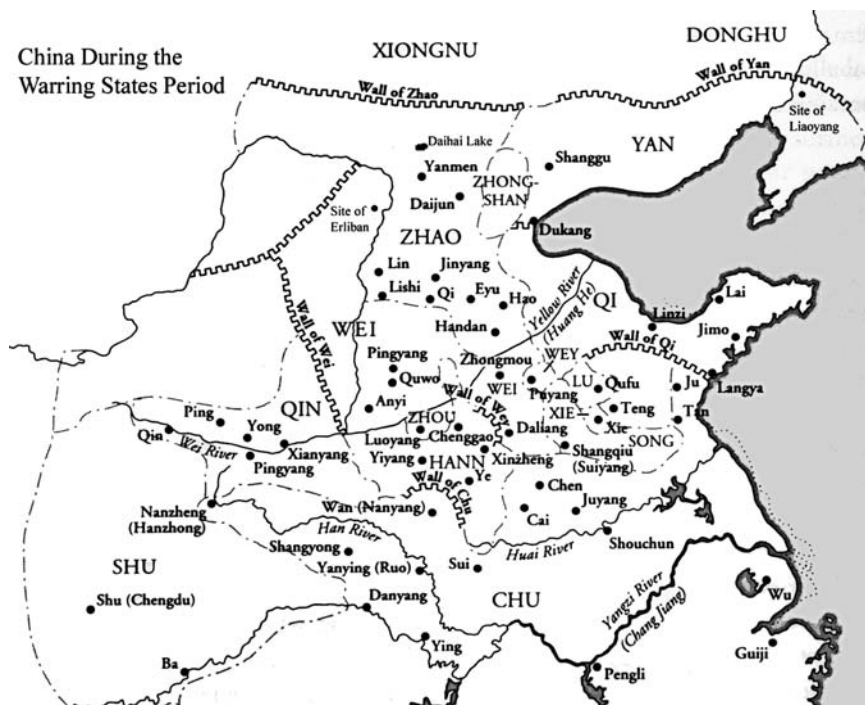 China During the
Warring States Period
XIONGNU
DONGHU
Wall of Zhao
Wall of Yan
Site of
Liaoyang
Daihai Lake
Yanmen
Daijun
ZHONG-
SHAN
Shanggu
YAN
Site of
Erliban
ZHAO
Dukang
Lin
Jinyang
Lishi
Qi
Eyu
Hao
Yellow River
(Huang He)
QI
Lai
Linzi
Jimo
Wall of Qi
Handan
WEI
Wall of Wei
Pingyang
Quwo
Zhongmou
WEY
WEI
Puyang
LU
Qufu
Ju
Langya
Anyi
Wall of Wey
XIE
Teng
Xie
Tan
SONG
QIN
ZHOU
Ping
Yong
Qin
Wei River
Xianyang
Pingyang
Luoyang
Chenggao
Daliang
Yiyang
HANN
Xinzheng
Shangqiu
(Suiyang)
Wall of Chu
Ye
Chen
Nanzheng
(Hanzhong)
Wan (Nanyang)
Cai
Juyang
Han River
Shangyong
Huai River
Shouchun
Yanying (Ruo)
Sui
SHU
Shu (Chengdu)
Danyang
CHU
Yangzi River
(Chang Jiang)
Wu
Ying
Guiji
Ba
Pengli